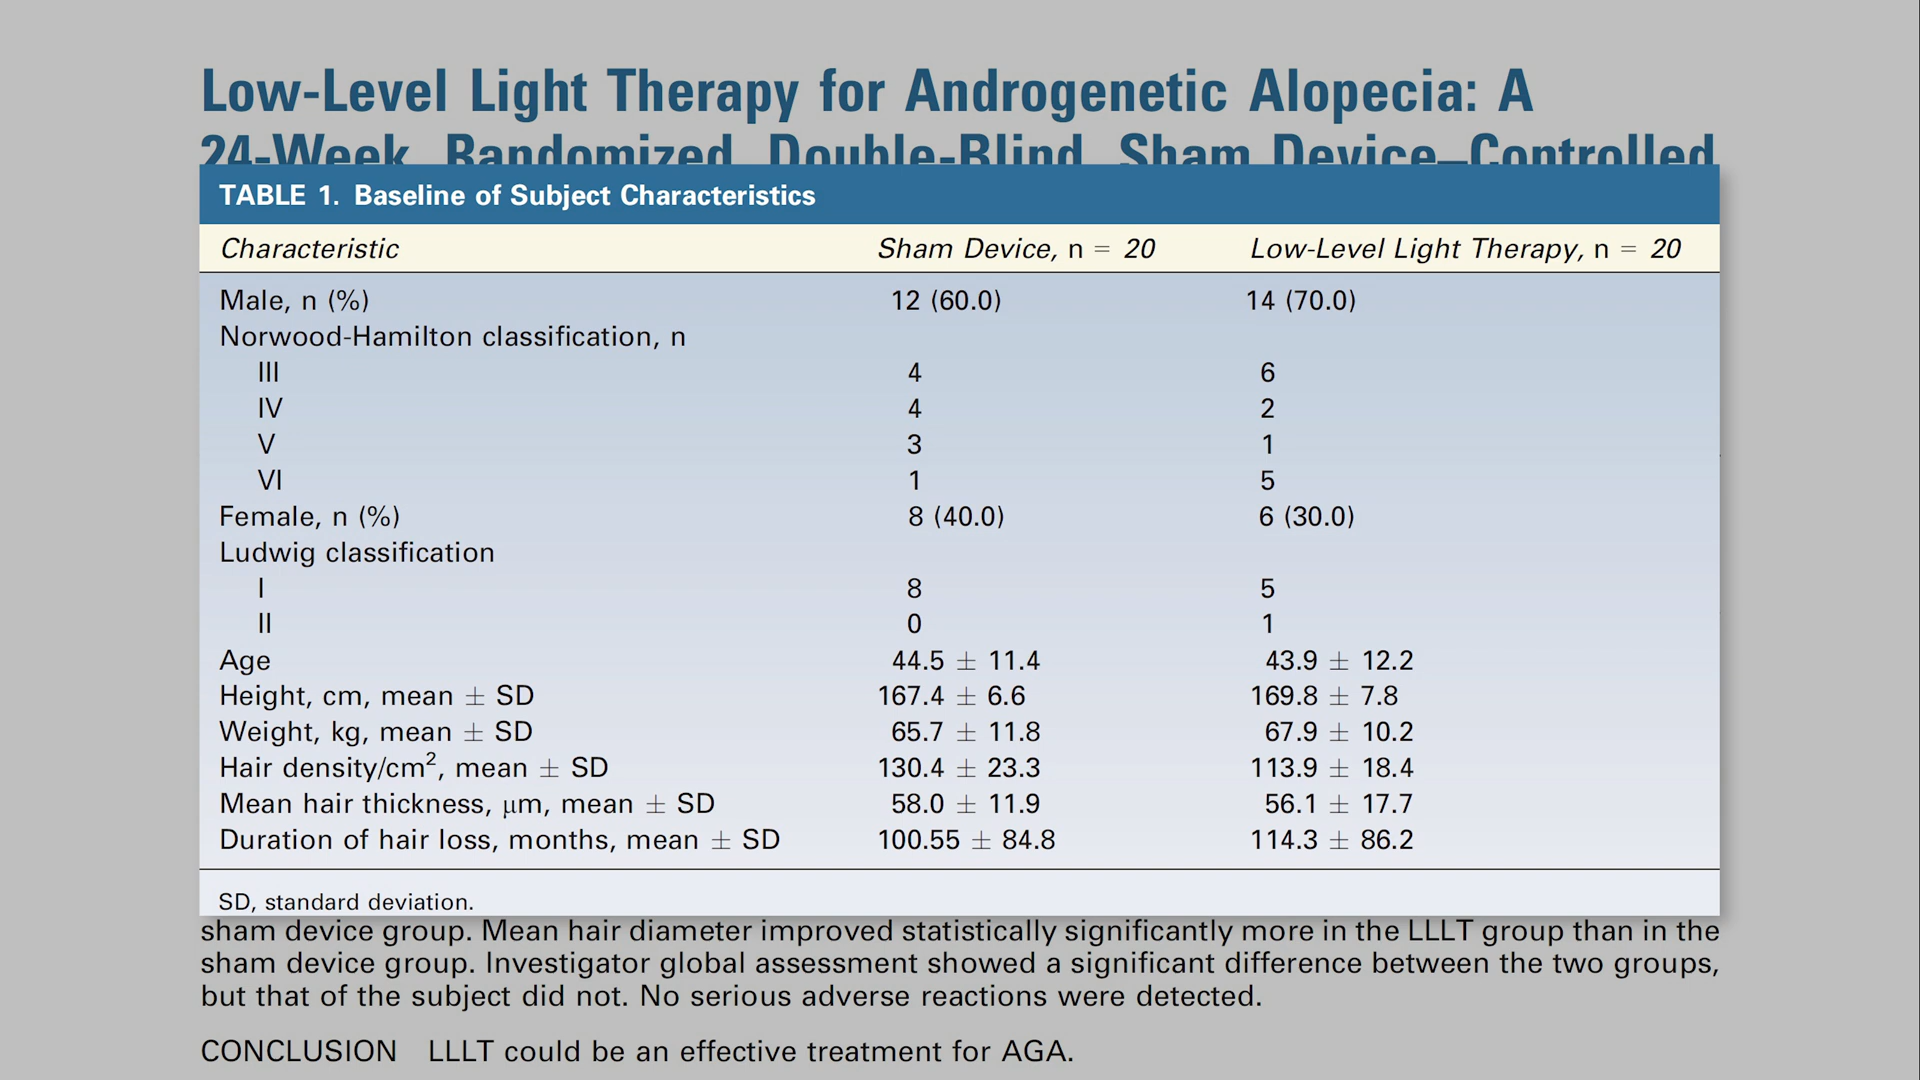 Low-Level Light Therapy for Androgenetic Alopecia: A
24-Week, Randomized, Double-Blind, Sham Device–Controlled
TABLE 1. Baseline of Subject Characteristics
Characteristic Sham Device, n = 20 Low-Level Light Therapy, n = 20
Male, n (%) 12 (60.0) 14 (70.0)
Norwood-Hamilton classification, n
III 4 6
IV 4 2
V 3 1
VI 1 5
Female, n (%) 8 (40.0) 6 (30.0)
Ludwig classification
I 8 5
II 0 1
Age 44.5 ± 11.4 43.9 ± 12.2
Height, cm, mean ± SD 167.4 ± 6.6 169.8 ± 7.8
Weight, kg, mean ± SD 65.7 ± 11.8 67.9 ± 10.2
Hair density/cm², mean ± SD 130.4 ± 23.3 113.9 ± 18.4
Mean hair thickness, μm, mean ± SD 58.0 ± 11.9 56.1 ± 17.7
Duration of hair loss, months, mean ± SD 100.55 ± 84.8 114.3 ± 86.2
SD, standard deviation.
sham device group. Mean hair diameter improved statistically significantly more in the LLLT group than in the
sham device group. Investigator global assessment showed a significant difference between the two groups,
but that of the subject did not. No serious adverse reactions were detected.
CONCLUSION LLLT could be an effective treatment for AGA.